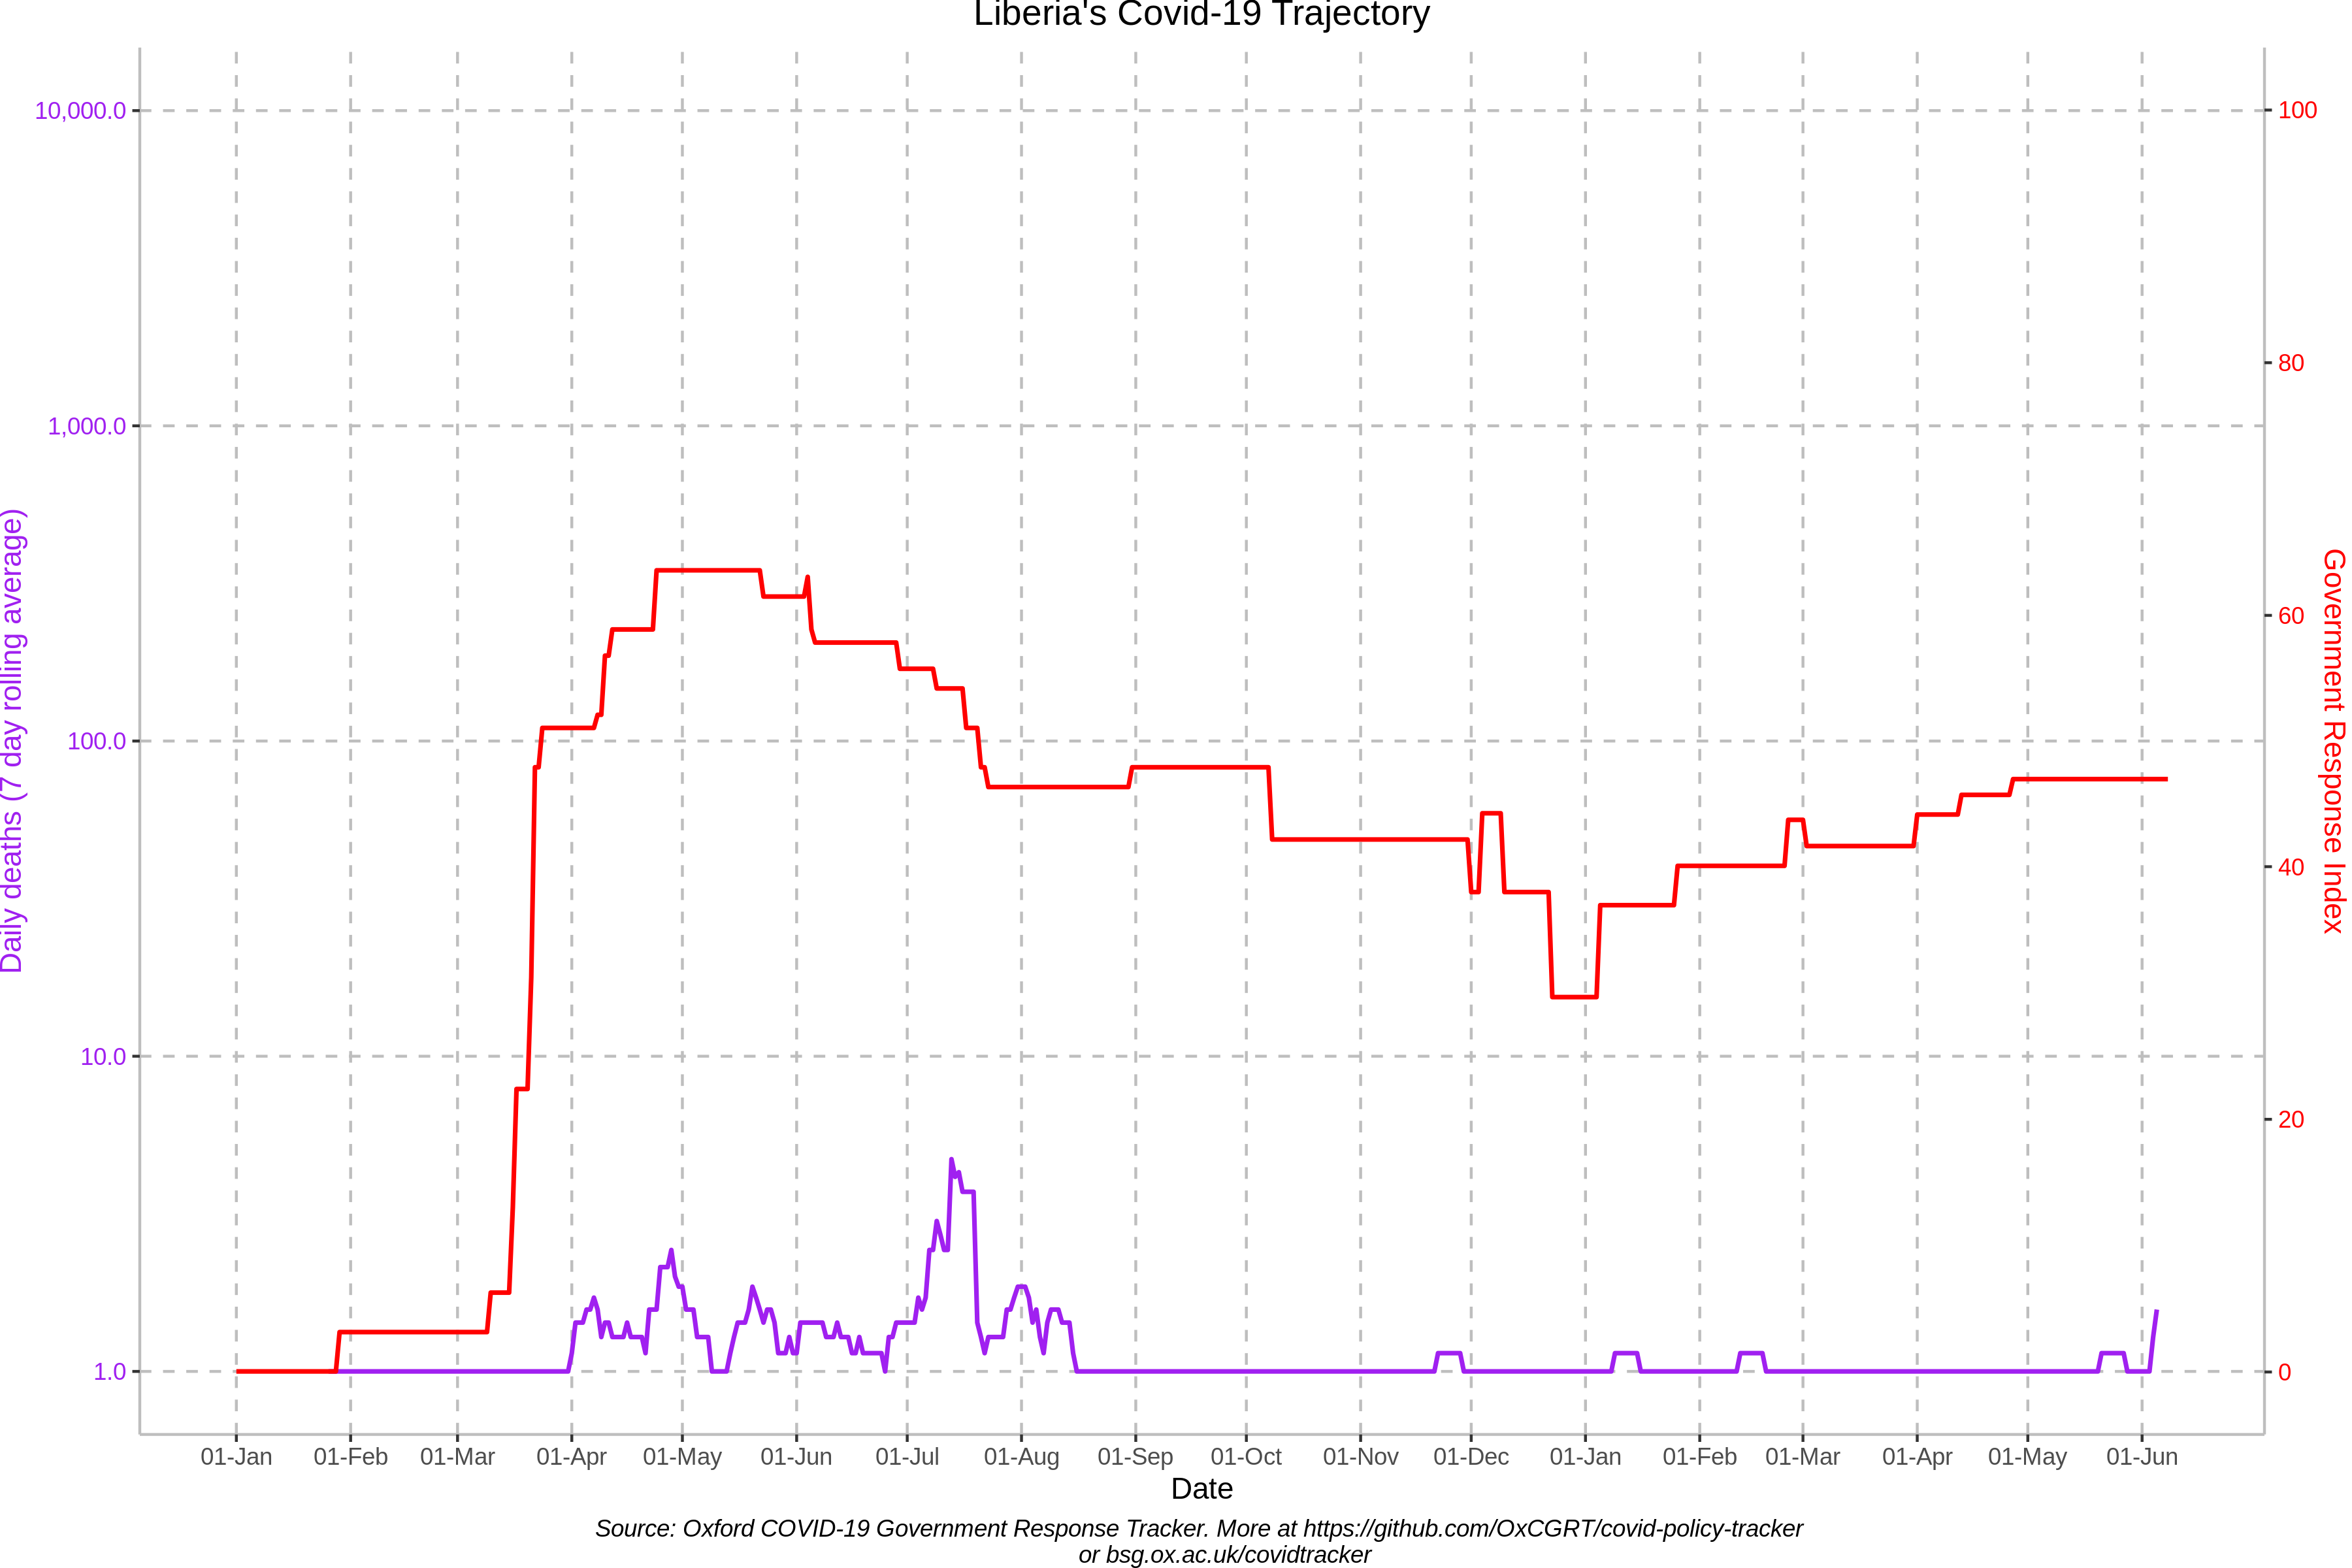 Liberia's Covid-19 Trajectory
10,000.0
1,000.0
100.0
10.0
1.0
Daily deaths (7 day rolling average)
100
80
60
40
20
0
Government Response Index
01-Jan 01-Feb 01-Mar 01-Apr 01-May 01-Jun 01-Jul 01-Aug 01-Sep 01-Oct 01-Nov 01-Dec 01-Jan 01-Feb 01-Mar 01-Apr 01-May 01-Jun
Date
Source: Oxford COVID-19 Government Response Tracker. More at https://github.com/OxCGRT/covid-policy-tracker
or bsg.ox.ac.uk/covidtracker